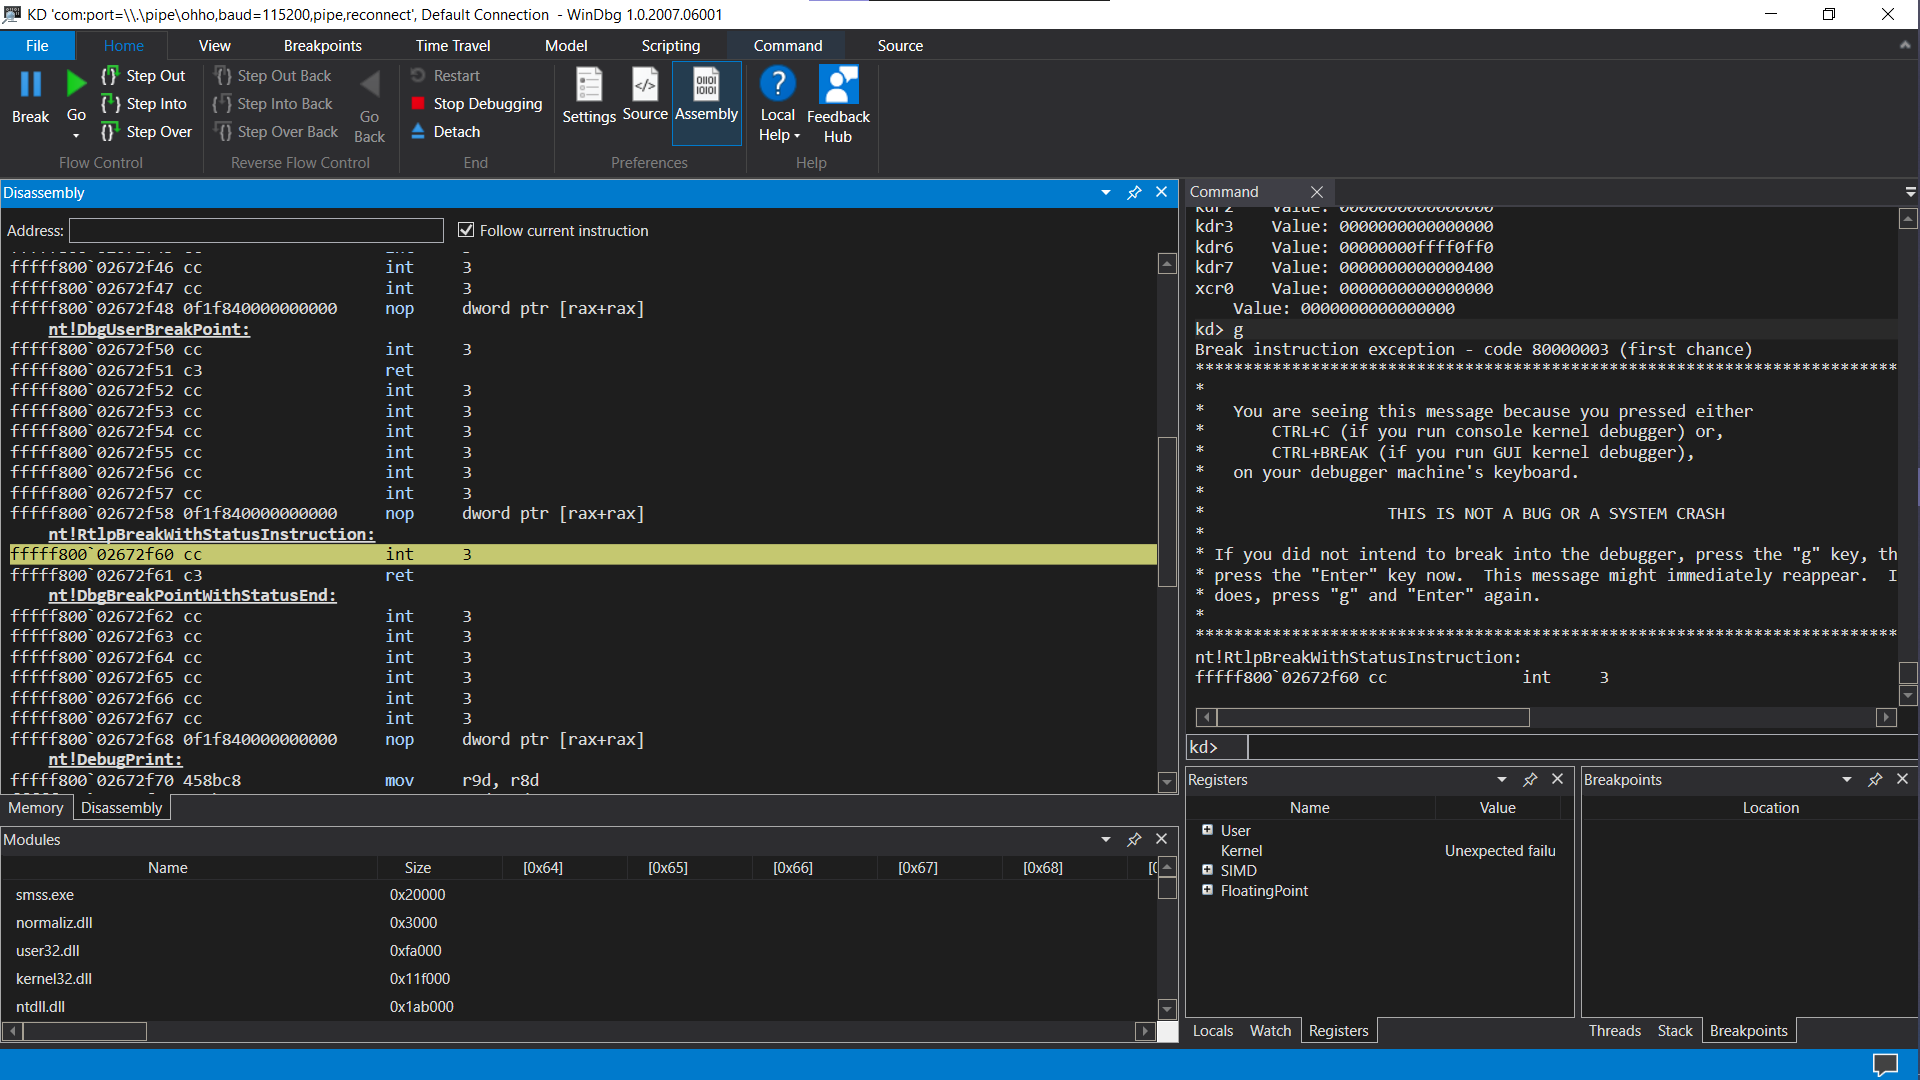 KD 'com:port=\\.\pipe\ohho,baud=115200,pipe,reconnect', Default Connection - WinDbg 1.0.2007.06001
File Home View Breakpoints Time Travel Model Scripting Command Source
Break
Go
Step Out
Step Into
Step Over
Flow Control
Step Out Back
Step Into Back
Step Over Back
Go Back
Reverse Flow Control
Restart
Stop Debugging
Detach
End
Settings
Source
Assembly
Preferences
Local Help
Feedback Hub
Help
Disassembly
Address:
Follow current instruction
fffff800`02672f46 cc int 3
fffff800`02672f47 cc int 3
fffff800`02672f48 0f1f840000000000 nop dword ptr [rax+rax]
nt!DbgUserBreakPoint:
fffff800`02672f50 cc int 3
fffff800`02672f51 c3 ret
fffff800`02672f52 cc int 3
fffff800`02672f53 cc int 3
fffff800`02672f54 cc int 3
fffff800`02672f55 cc int 3
fffff800`02672f56 cc int 3
fffff800`02672f57 cc int 3
fffff800`02672f58 0f1f840000000000 nop dword ptr [rax+rax]
nt!RtlpBreakWithStatusInstruction:
fffff800`02672f60 cc int 3
fffff800`02672f61 c3 ret
nt!DbgBreakPointWithStatusEnd:
fffff800`02672f62 cc int 3
fffff800`02672f63 cc int 3
fffff800`02672f64 cc int 3
fffff800`02672f65 cc int 3
fffff800`02672f66 cc int 3
fffff800`02672f67 cc int 3
fffff800`02672f68 0f1f840000000000 nop dword ptr [rax+rax]
nt!DebugPrint:
fffff800`02672f70 458bc8 mov r9d, r8d
Memory Disassembly
Modules
Name Size [0x64] [0x65] [0x66] [0x67] [0x68]
smss.exe 0x20000
normaliz.dll 0x3000
user32.dll 0xfa000
kernel32.dll 0x11f000
ntdll.dll 0x1ab000
Command
kdr2 Value: 0000000000000000
kdr3 Value: 0000000000000000
kdr6 Value: 00000000ffff0ff0
kdr7 Value: 0000000000000400
xcr0 Value: 0000000000000000
Value: 0000000000000000
kd> g
Break instruction exception - code 80000003 (first chance)
*************************************************************************
*
* You are seeing this message because you pressed either
* CTRL+C (if you run console kernel debugger) or,
* CTRL+BREAK (if you run GUI kernel debugger),
* on your debugger machine's keyboard.
*
* THIS IS NOT A BUG OR A SYSTEM CRASH
*
* If you did not intend to break into the debugger, press the "g" key, th
* press the "Enter" key now. This message might immediately reappear. I
* does, press "g" and "Enter" again.
*
*************************************************************************
nt!RtlpBreakWithStatusInstruction:
fffff800`02672f60 cc int 3
kd>
Registers
Name Value
User
Kernel Unexpected failu
SIMD
FloatingPoint
Locals Watch Registers
Breakpoints
Location
Threads Stack Breakpoints